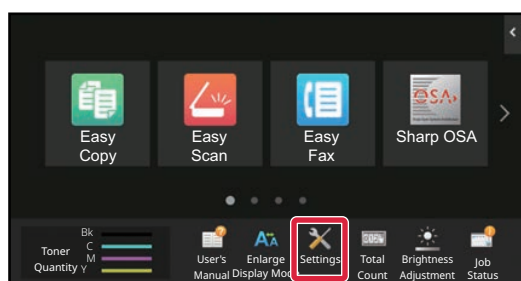 Easy
Copy
Easy
Scan
Easy
Fax
OSA
Sharp OSA
Toner
Quantity
Bk
C
M
Y
User's
Manual
Enlarge
Display Mode
Settings
Total
Count
Brightness
Adjustment
Job
Status